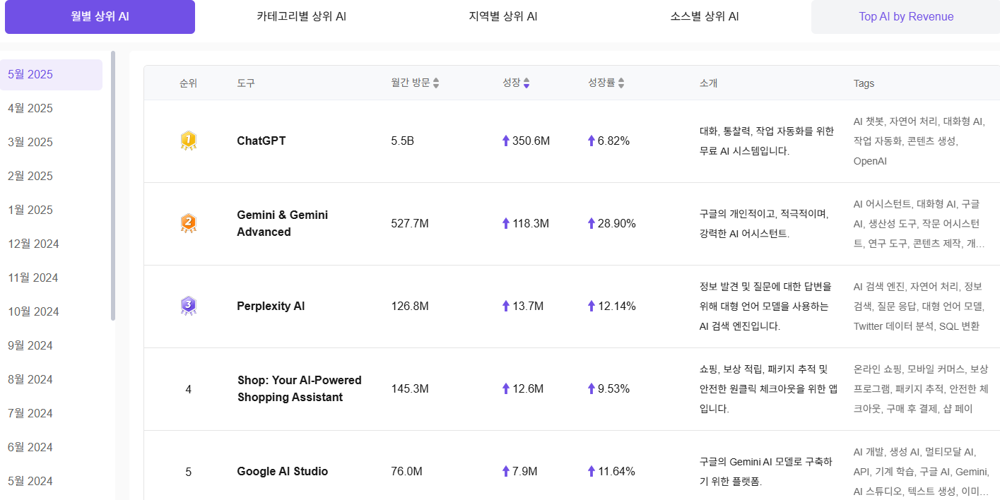 월별 상위 AI
카테고리별 상위 AI
지역별 상위 AI
소스별 상위 AI
Top AI by Revenue
5월 2025
4월 2025
3월 2025
2월 2025
1월 2025
12월 2024
11월 2024
10월 2024
9월 2024
8월 2024
7월 2024
6월 2024
5월 2024
순위 도구 월간 방문 성장 성장률 소개 Tags
1
ChatGPT
5.5B
350.6M
6.82%
대화, 통찰력, 작업 자동화를 위한
무료 AI 시스템입니다.
AI 챗봇, 자연어 처리, 대화형 AI,
작업 자동화, 콘텐츠 생성,
OpenAI
2
Gemini & Gemini
Advanced
527.7M
118.3M
28.90%
구글의 개인적이고, 적극적이며,
강력한 AI 어시스턴트.
AI 어시스턴트, 대화형 AI, 구글
AI, 생산성 도구, 작문 어시스턴
트, 연구 도구, 콘텐츠 제작, 개...
3
Perplexity AI
126.8M
13.7M
12.14%
정보 발견 및 질문에 대한 답변을
위해 대형 언어 모델을 사용하는
AI 검색 엔진입니다.
AI 검색 엔진, 자연어 처리, 정보
검색, 질문 응답, 대형 언어 모델,
Twitter 데이터 분석, SQL 변환
4
Shop: Your AI-Powered
Shopping Assistant
145.3M
12.6M
9.53%
쇼핑, 보상 적립, 패키지 추적 및
안전한 원클릭 체크아웃을 위한 앱
입니다.
온라인 쇼핑, 모바일 커머스, 보상
프로그램, 패키지 추적, 안전한 체
크아웃, 구매 후 결제, 샵 페이
5
Google AI Studio
76.0M
7.9M
11.64%
구글의 Gemini AI 모델로 구축하
기 위한 플랫폼.
AI 개발, 생성 AI, 멀티모달 AI,
API, 기계 학습, 구글 AI, Gemini,
AI 스튜디오, 텍스트 생성, 이미...